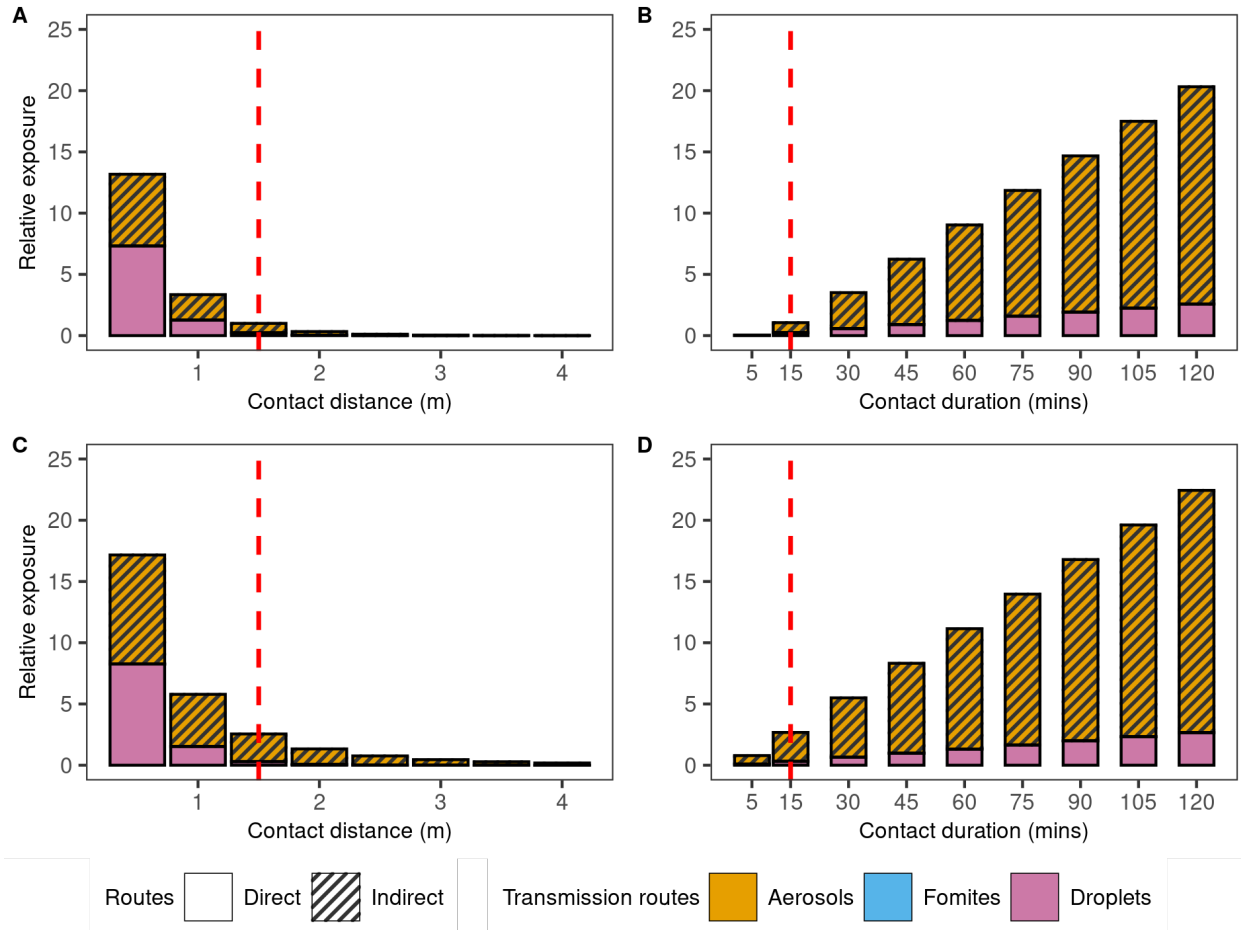 A
B
25
20
15
10
5
0
Relative exposure
1 2 3 4
Contact distance (m)
25
20
15
10
5
0
5 15 30 45 60 75 90 105 120
Contact duration (mins)
C
D
25
20
15
10
5
0
Relative exposure
1 2 3 4
Contact distance (m)
25
20
15
10
5
0
5 15 30 45 60 75 90 105 120
Contact duration (mins)
Routes Direct Indirect Transmission routes Aerosols Fomites Droplets